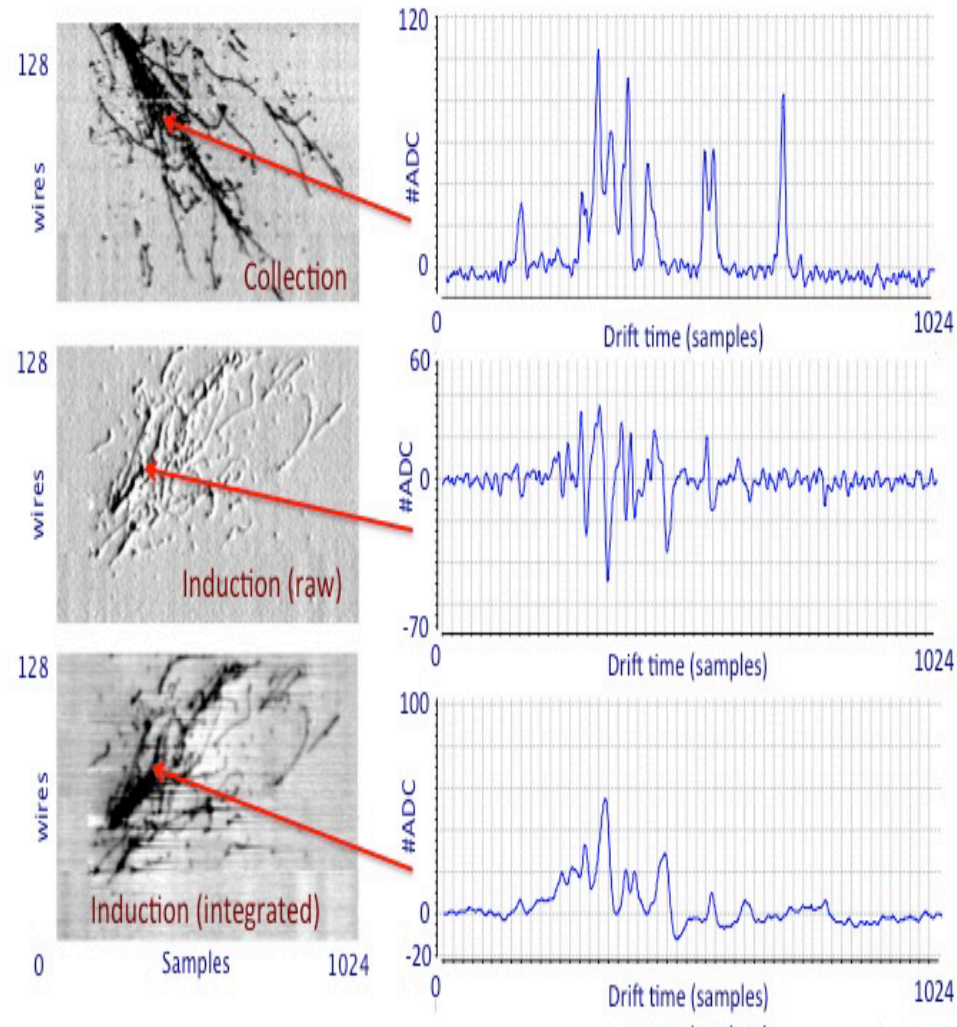 128
wires
Collection
120
#ADC
0
0
Drift time (samples)
1024
128
wires
Induction (raw)
60
#ADC
0
-70
0
Drift time (samples)
1024
128
wires
Induction (integrated)
0
Samples
1024
100
#ADC
0
-20
0
Drift time (samples)
1024